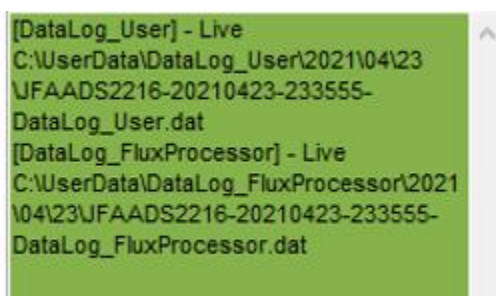 [DataLog_User] - Live
C:\UserData\DataLog_User\2021\04\23
\JFAADS2216-20210423-233555-
DataLog_User.dat
[DataLog_FluxProcessor] - Live
C:\UserData\DataLog_FluxProcessor\2021
\04\23\JFAADS2216-20210423-233555-
DataLog_FluxProcessor.dat